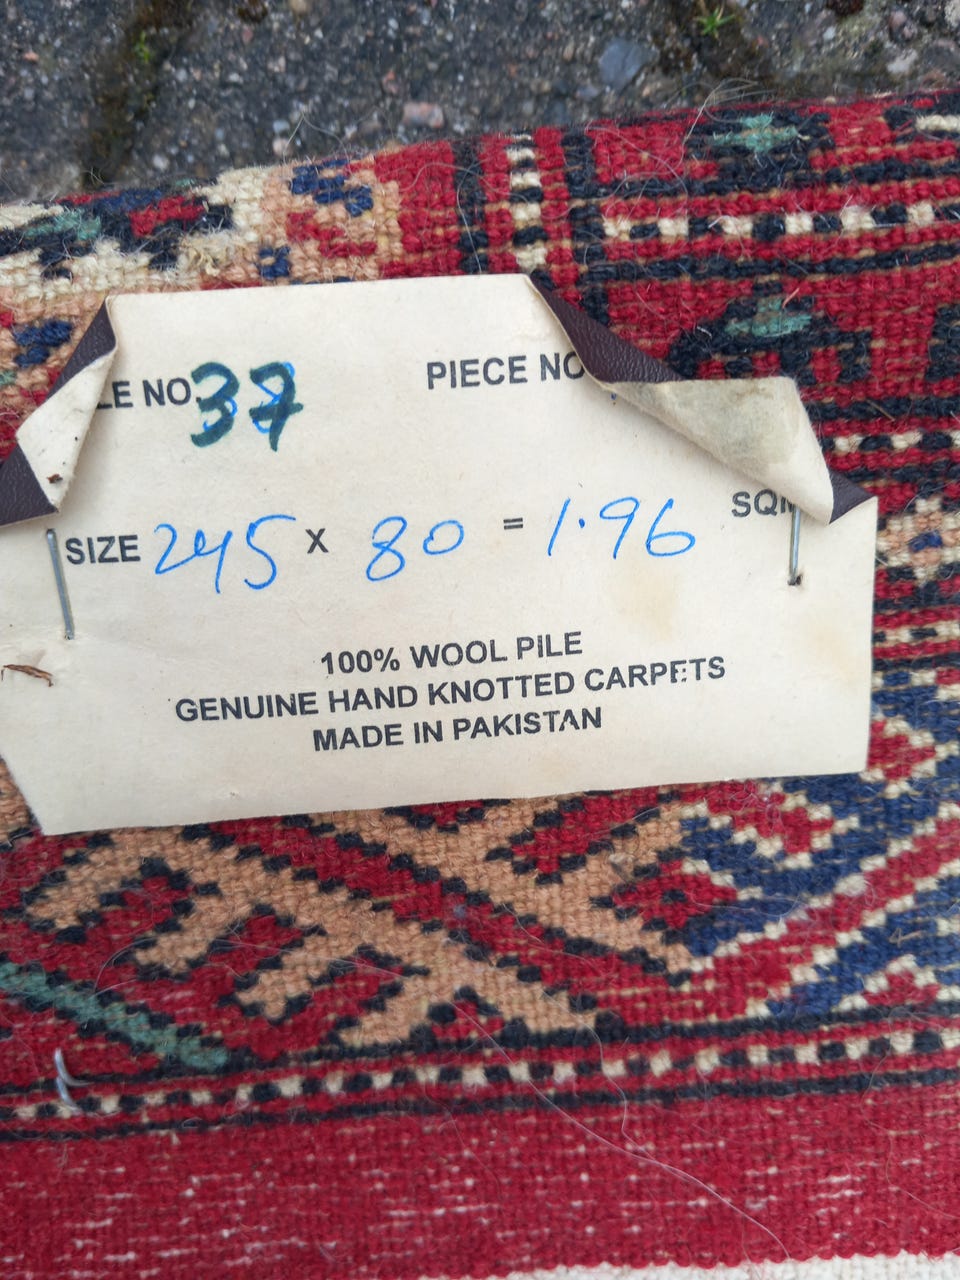 LE NO. 37 PIECE NO
SIZE 245 x 80 = 1.96 SQM
100% WOOL PILE
GENUINE HAND KNOTTED CARPETS
MADE IN PAKISTAN